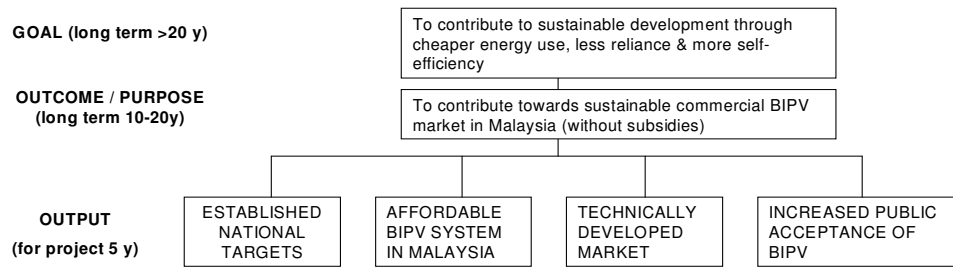 GOAL (long term >20 y)
To contribute to sustainable development through
cheaper energy use, less reliance & more self-
efficiency
OUTCOME / PURPOSE
(long term 10-20y)
To contribute towards sustainable commercial BIPV
market in Malaysia (without subsidies)
OUTPUT
(for project 5 y)
ESTABLISHED
NATIONAL
TARGETS
AFFORDABLE
BIPV SYSTEM
IN MALAYSIA
TECHNICALLY
DEVELOPED
MARKET
INCREASED PUBLIC
ACCEPTANCE OF
BIPV